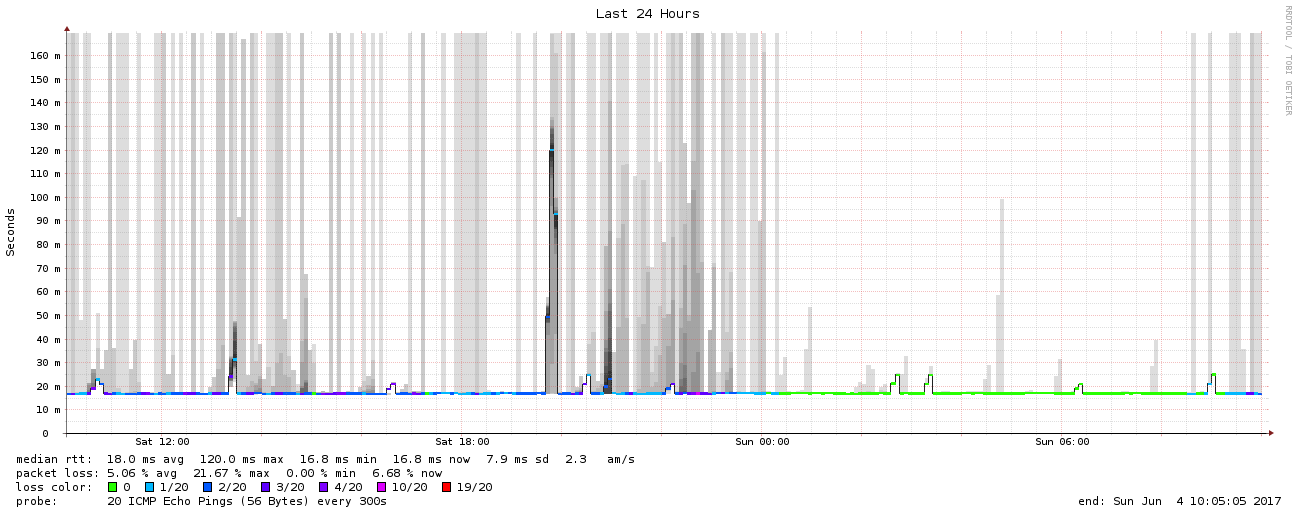 Last 24 Hours
RRDTOOL / TOBI OETIKER
Seconds
160 m
150 m
140 m
130 m
120 m
110 m
100 m
90 m
80 m
70 m
60 m
50 m
40 m
30 m
20 m
10 m
0
Sat 12:00 Sat 18:00 Sun 00:00 Sun 06:00
median rtt: 18.0 ms avg 120.0 ms max 16.8 ms min 16.8 ms now 7.9 ms sd 2.3 am/s
packet loss: 5.06 % avg 21.67 % max 0.00 % min 6.68 % now
loss color: 0 1/20 2/20 3/20 4/20 10/20 19/20
probe: 20 ICMP Echo Pings (56 Bytes) every 300s end: Sun Jun 4 10:05:05 2017